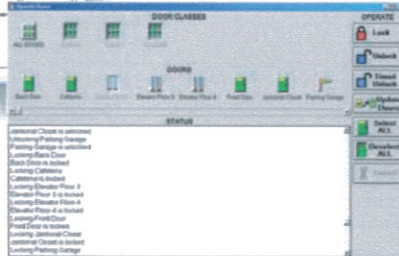 Operate Doors
DOOR CLASSES
OPERATE
ALL DOORS
Lock
Unlock
Timed Unlock
Update Doors
Select ALL
Deselect ALL
Cancel
DOORS
Back Door
Cafeteria
Elevator Floor 3
Elevator Floor 4
Front Door
Janitorial Closet
Parking Garage
STATUS
Janitorial Closet is unlocked
Unlocking Parking Garage
Parking Garage is unlocked
Locking Back Door
Back Door is locked
Locking Cafeteria
Cafeteria is locked
Locking Elevator Floor 3
Elevator Floor 3 is locked
Locking Elevator Floor 4
Elevator Floor 4 is locked
Locking Front Door
Front Door is locked
Locking Janitorial Closet
Janitorial Closet is locked
Locking Parking Garage